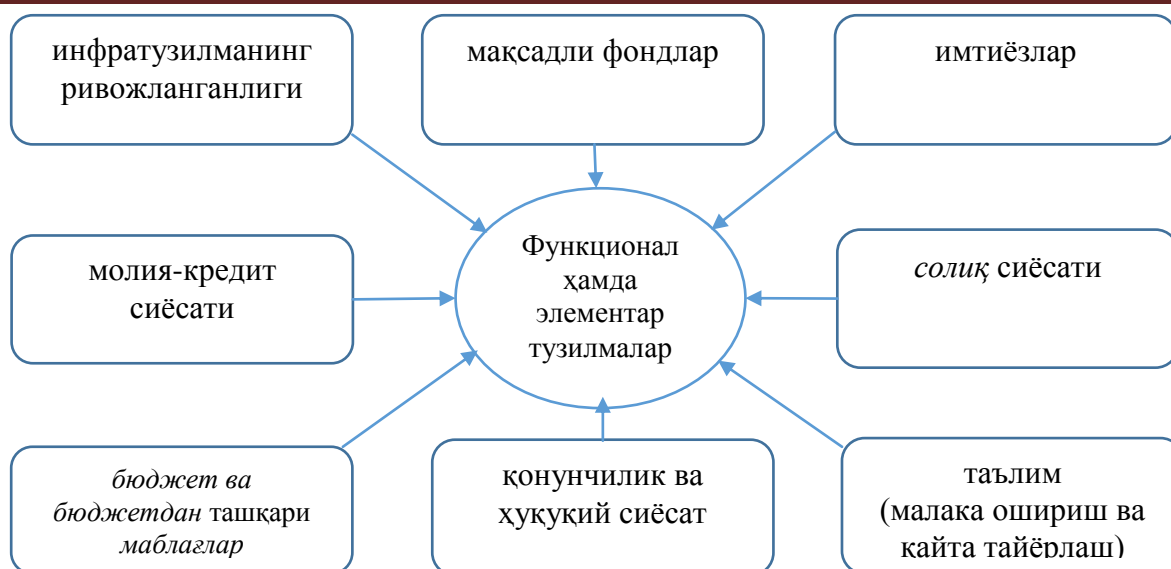 инфратузилманинг
ривожланганлиги
мақсадли фондлар
имтиёзлар
молия-кредит
сиёсати
Функционал
ҳамда
элементар
тузилмалар
солиқ сиёсати
бюджет ва
бюджетдан ташқари
маблағлар
қонунчилик ва
ҳуқуқий сиёсат
таълим
(малака ошириш ва
қайта тайёрлаш)